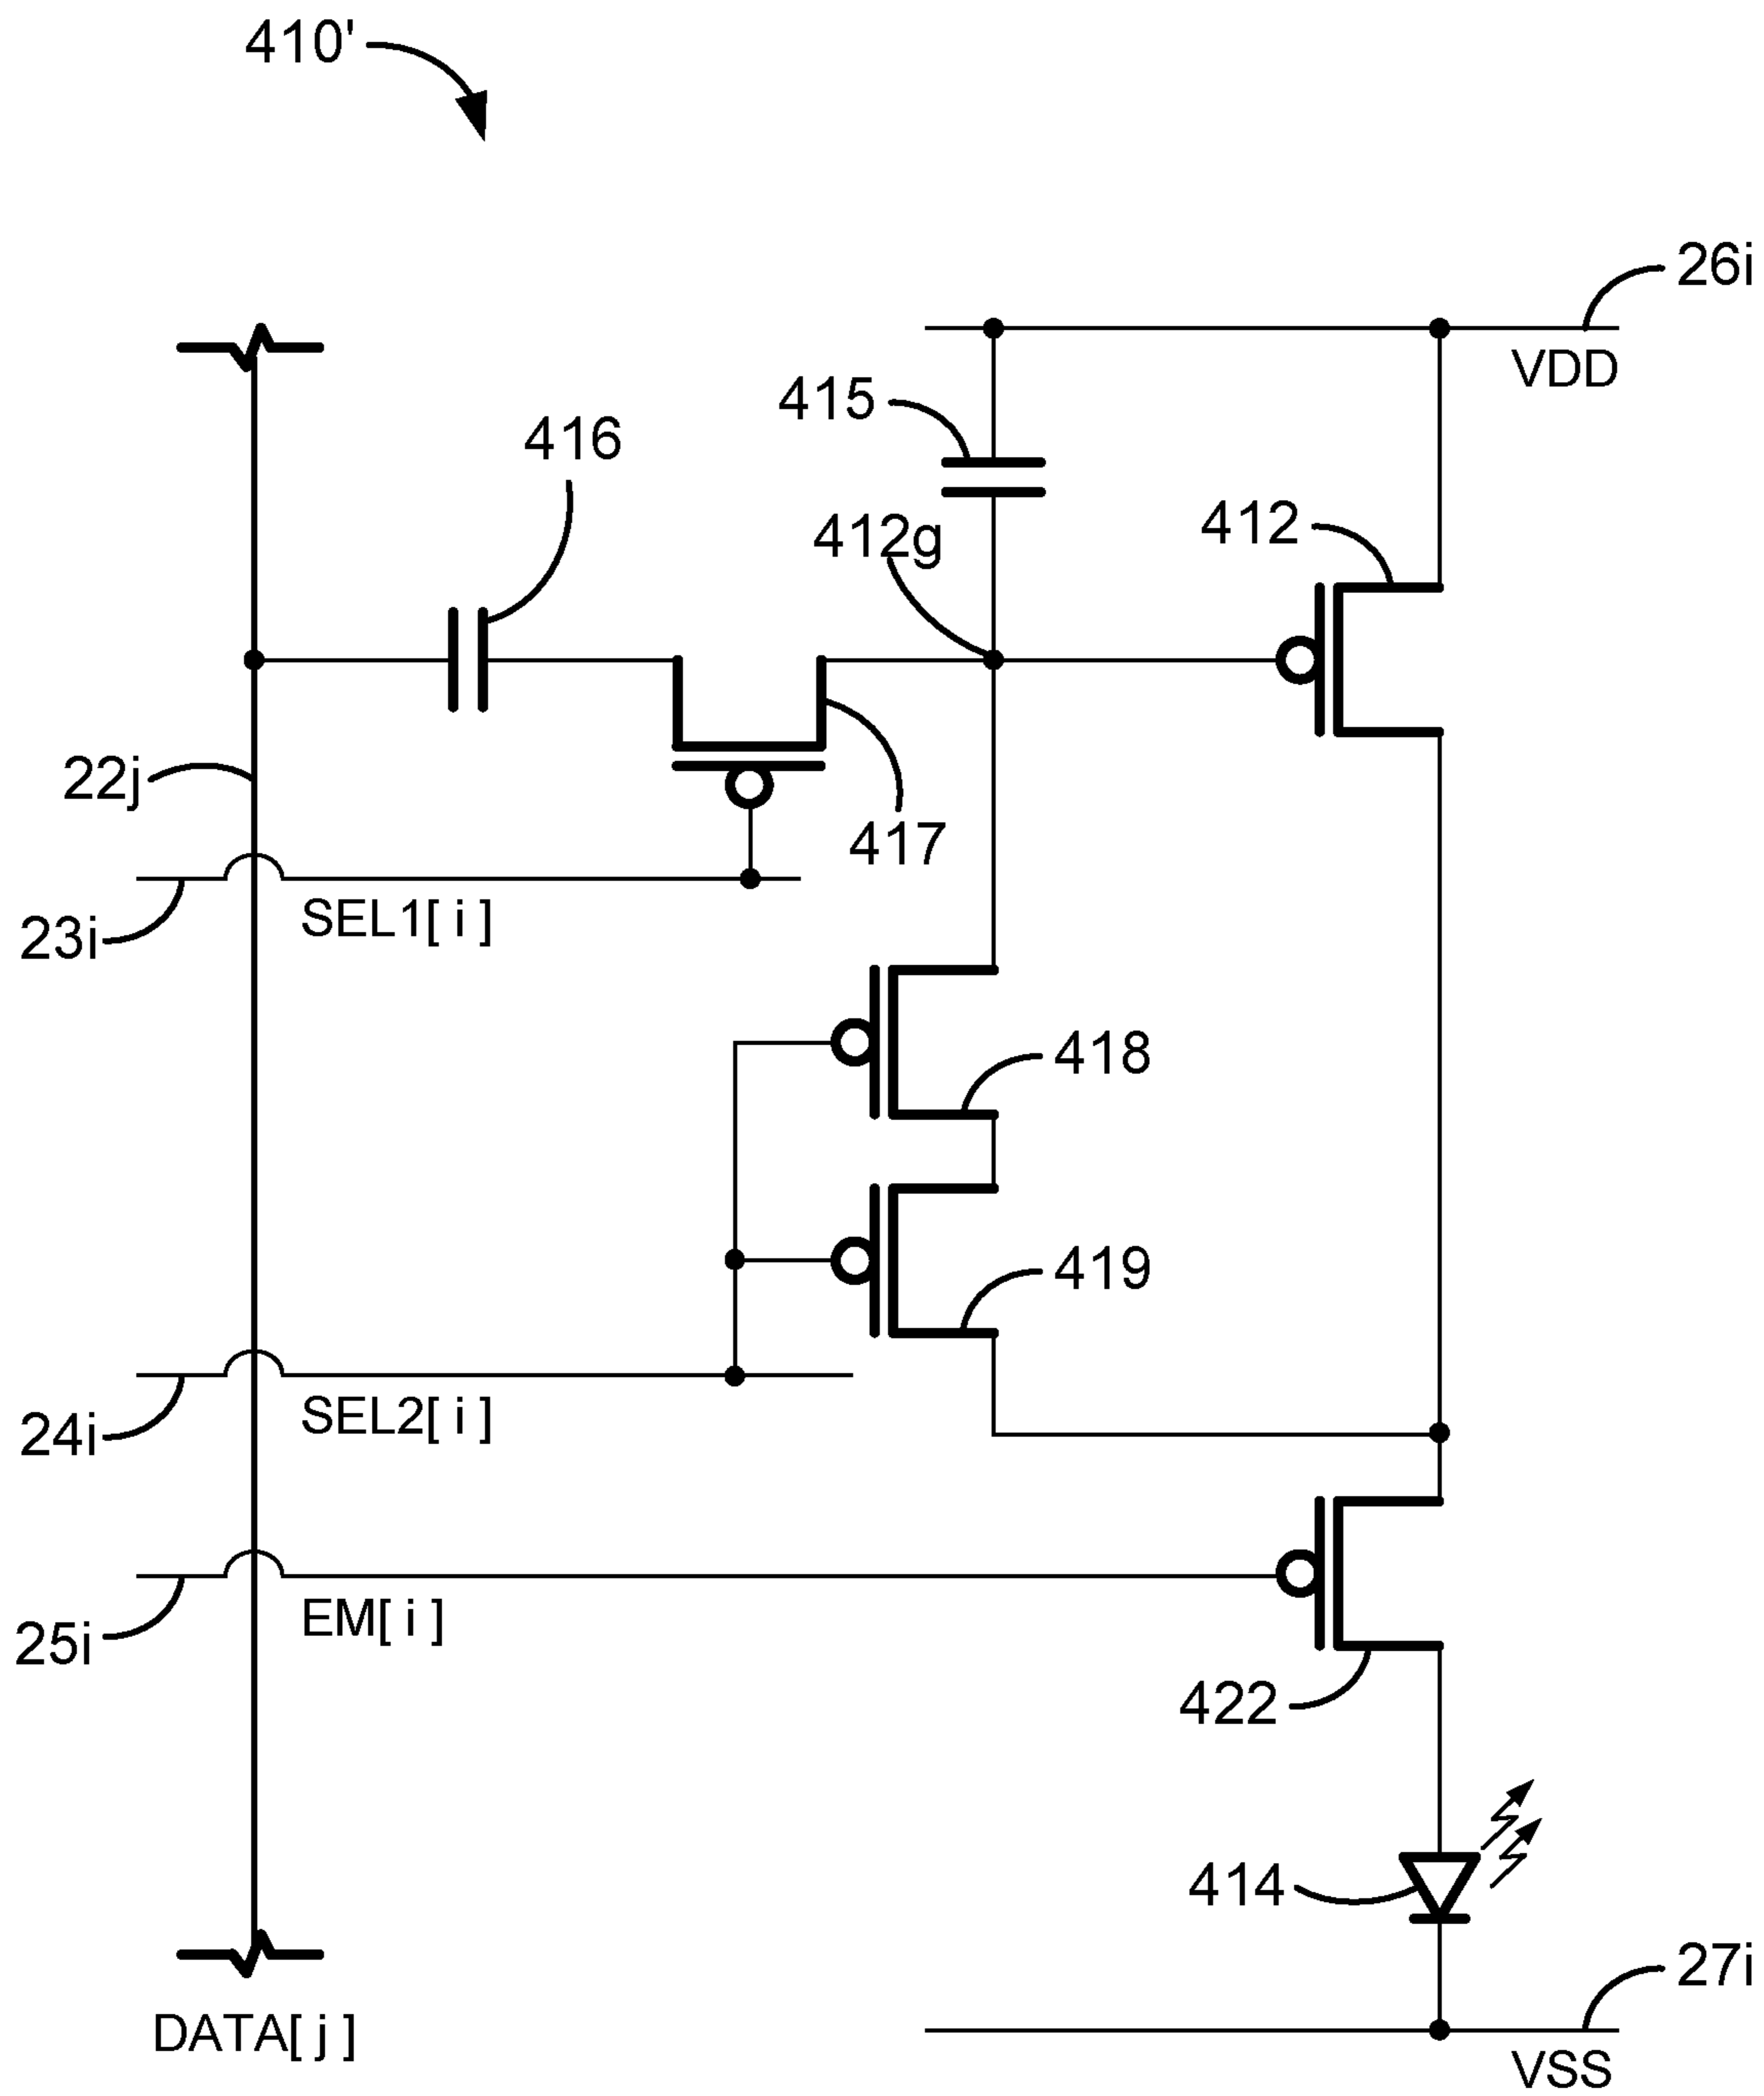 410'
26i
VDD
415
416
412g
412
22j
417
SEL1[ i ]
23i
418
419
SEL2[ i ]
24i
EM[ i ]
25i
422
414
27i
DATA[ j ]
VSS